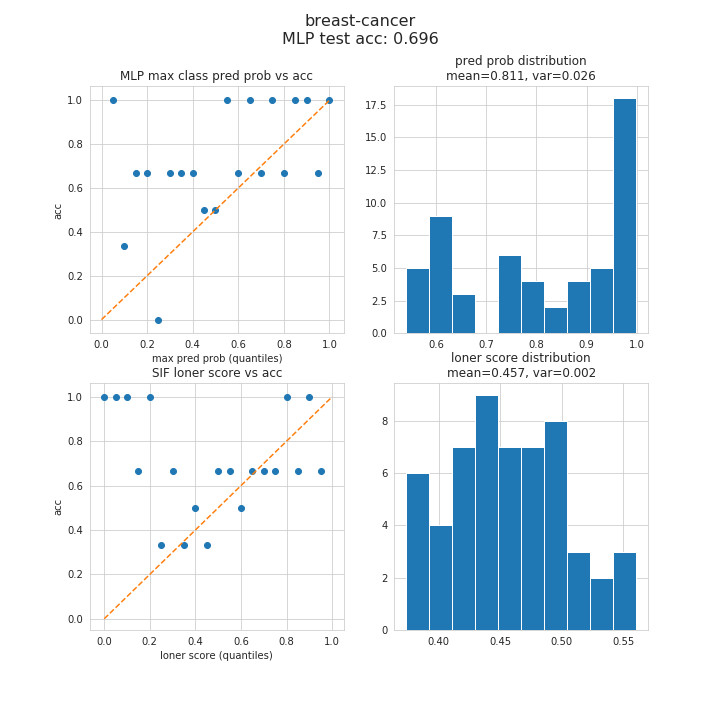 breast-cancer
MLP test acc: 0.696
MLP max class pred prob vs acc
acc
1.0
0.8
0.6
0.4
0.2
0.0
0.0 0.2 0.4 0.6 0.8 1.0
max pred prob (quantiles)
pred prob distribution
mean=0.811, var=0.026
17.5
15.0
12.5
10.0
7.5
5.0
2.5
0.0
0.6 0.7 0.8 0.9 1.0
SIF loner score vs acc
acc
1.0
0.8
0.6
0.4
0.2
0.0
0.0 0.2 0.4 0.6 0.8 1.0
loner score (quantiles)
loner score distribution
mean=0.457, var=0.002
8
6
4
2
0
0.40 0.45 0.50 0.55